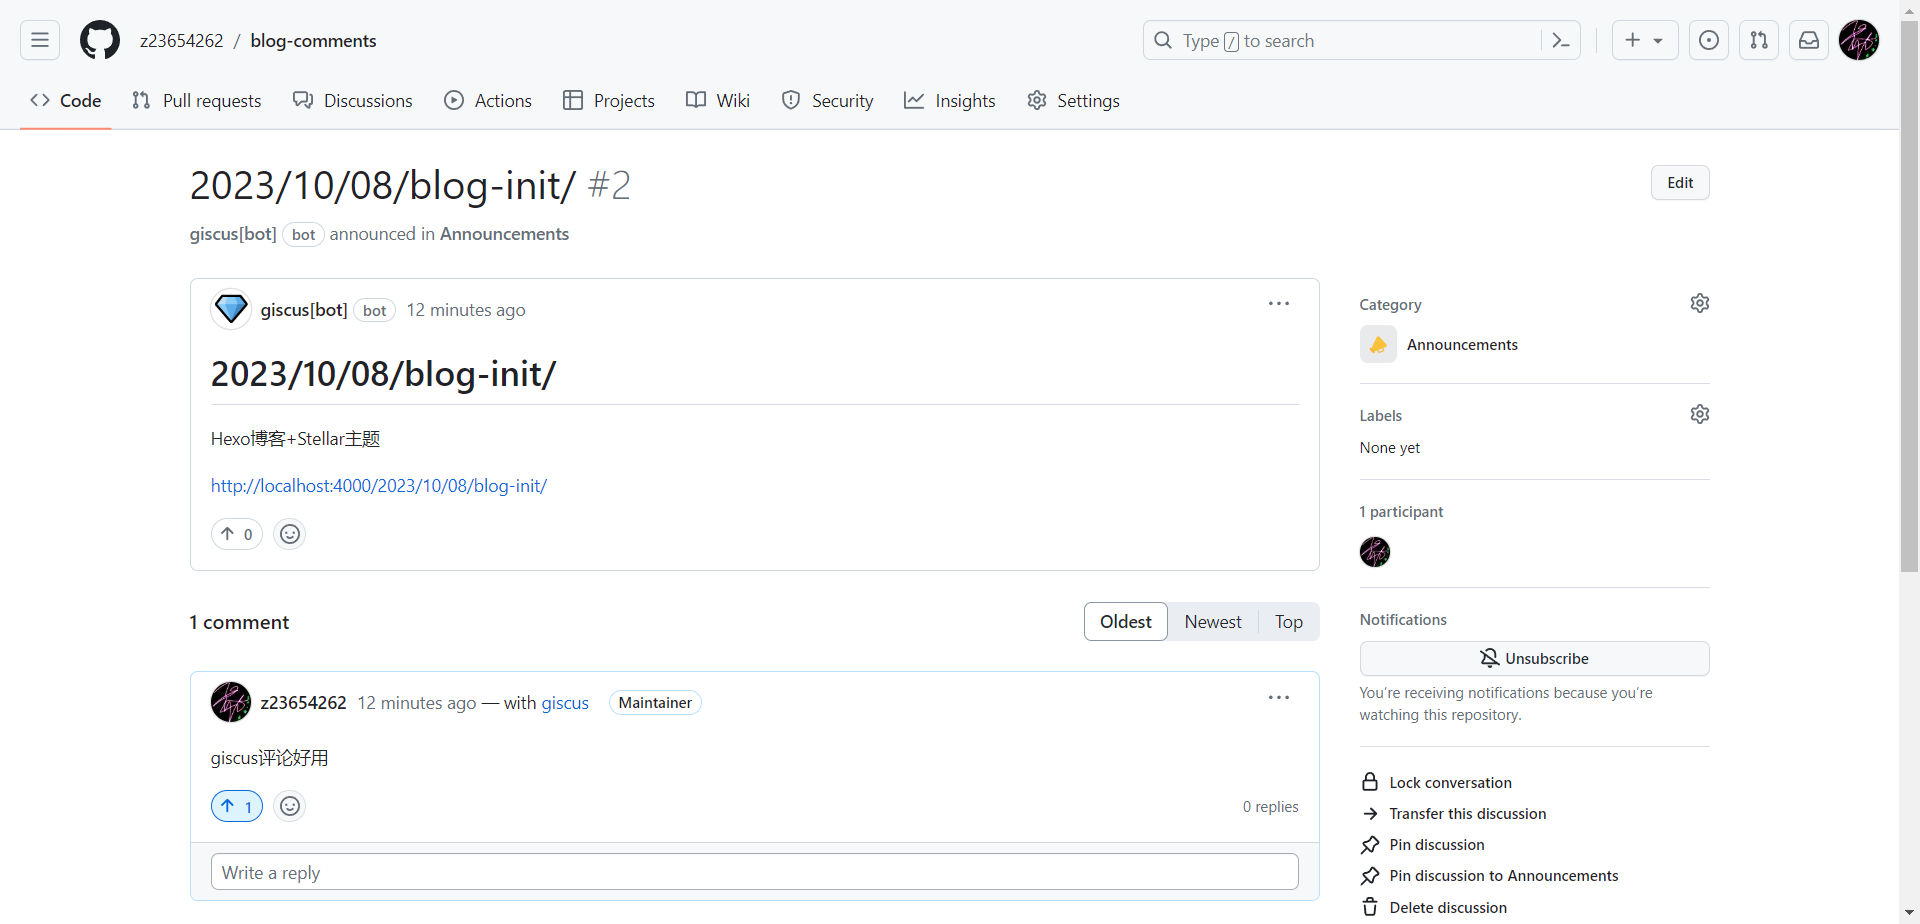 z23654262 / blog-comments
Type / to search
Code Pull requests Discussions Actions Projects Wiki Security Insights Settings
2023/10/08/blog-init/ #2
Edit
giscus[bot] bot announced in Announcements
giscus[bot] bot 12 minutes ago
2023/10/08/blog-init/
Hexo博客+Stellar主题
http://localhost:4000/2023/10/08/blog-init/
0
1 comment
Oldest Newest Top
z23654262 12 minutes ago — with giscus Maintainer
giscus评论好用
1
0 replies
Write a reply
Category
Announcements
Labels
None yet
1 participant
Notifications
Unsubscribe
You’re receiving notifications because you’re
watching this repository.
Lock conversation
Transfer this discussion
Pin discussion
Pin discussion to Announcements
Delete discussion